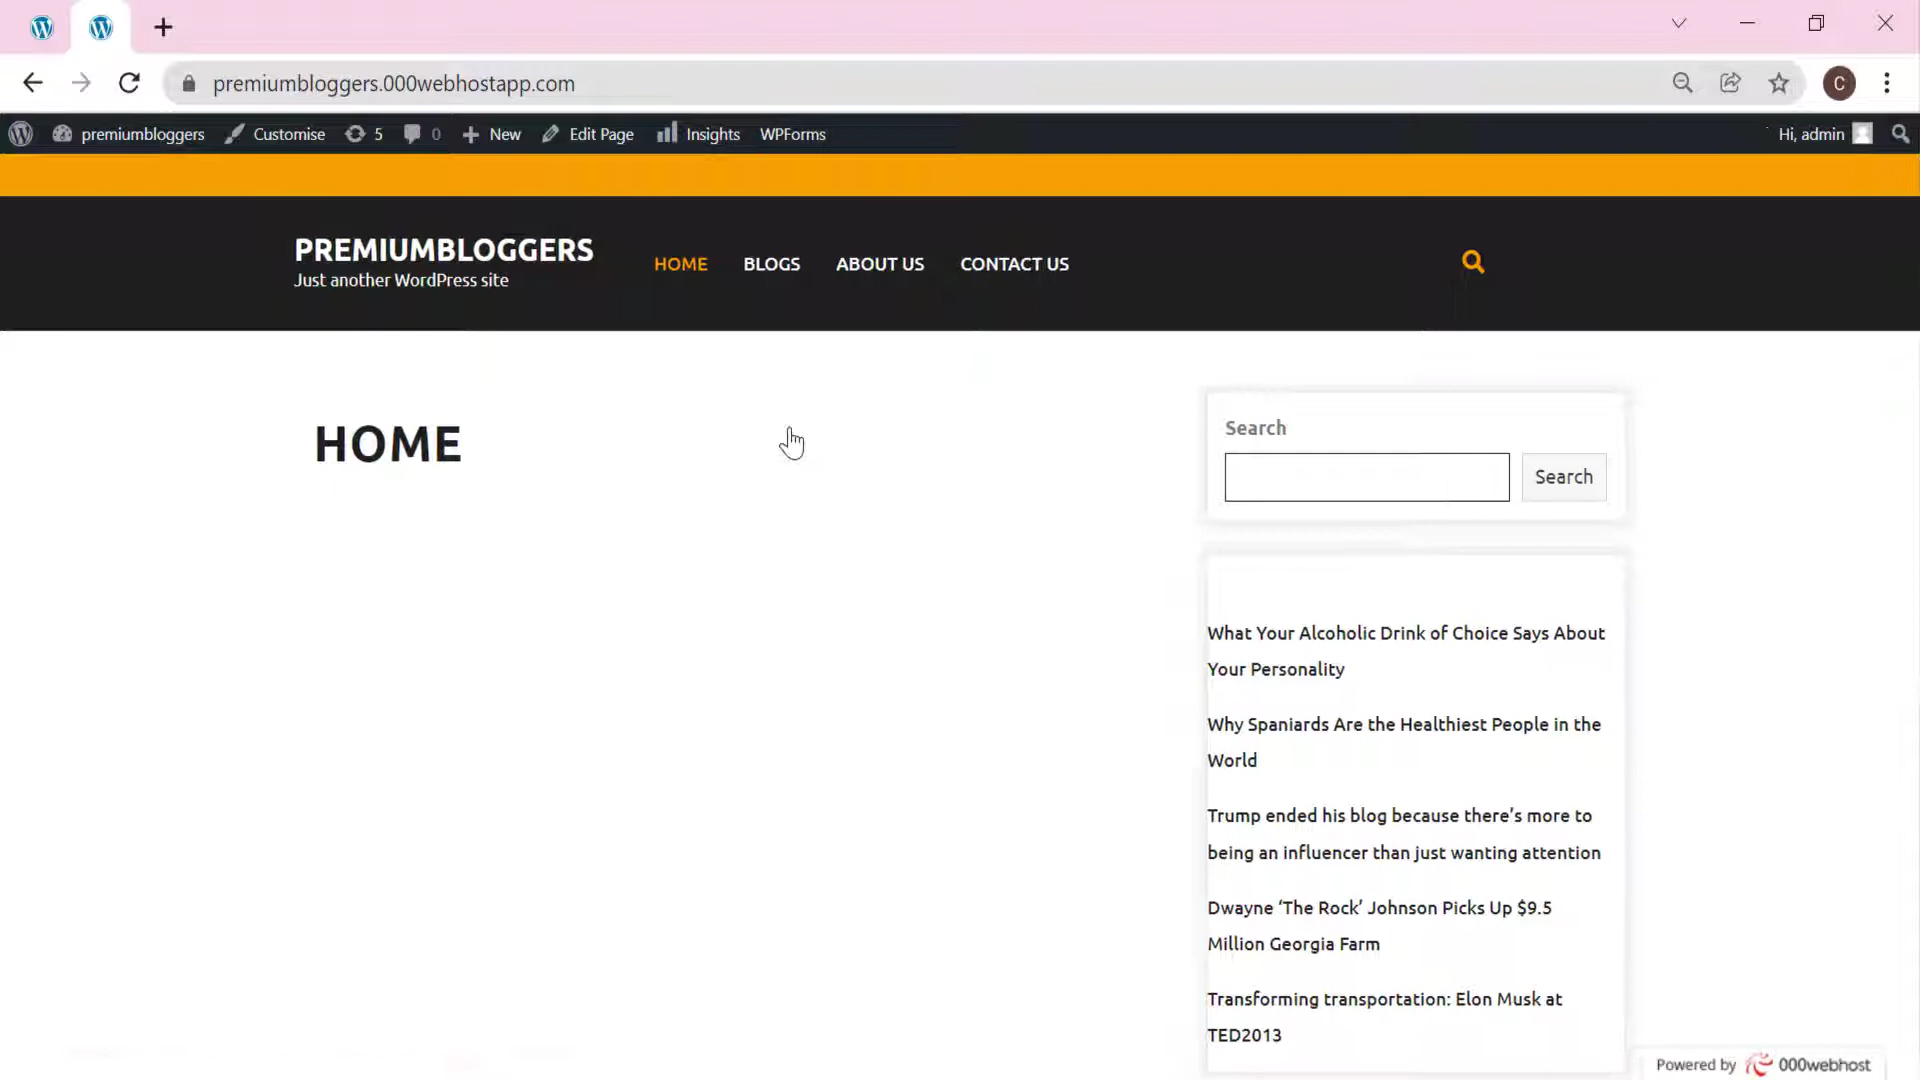 premiumbloggers.000webhostapp.com
C
premiumbloggers Customise 5 0 New Edit Page Insights WPForms Hi, admin
PREMIUMBLOGGERS
Just another WordPress site
HOME BLOGS ABOUT US CONTACT US
HOME
Search
Search
What Your Alcoholic Drink of Choice Says About
Your Personality
Why Spaniards Are the Healthiest People in the
World
Trump ended his blog because there’s more to
being an influencer than just wanting attention
Dwayne ‘The Rock’ Johnson Picks Up $9.5
Million Georgia Farm
Transforming transportation: Elon Musk at
TED2013
Powered by 000webhost